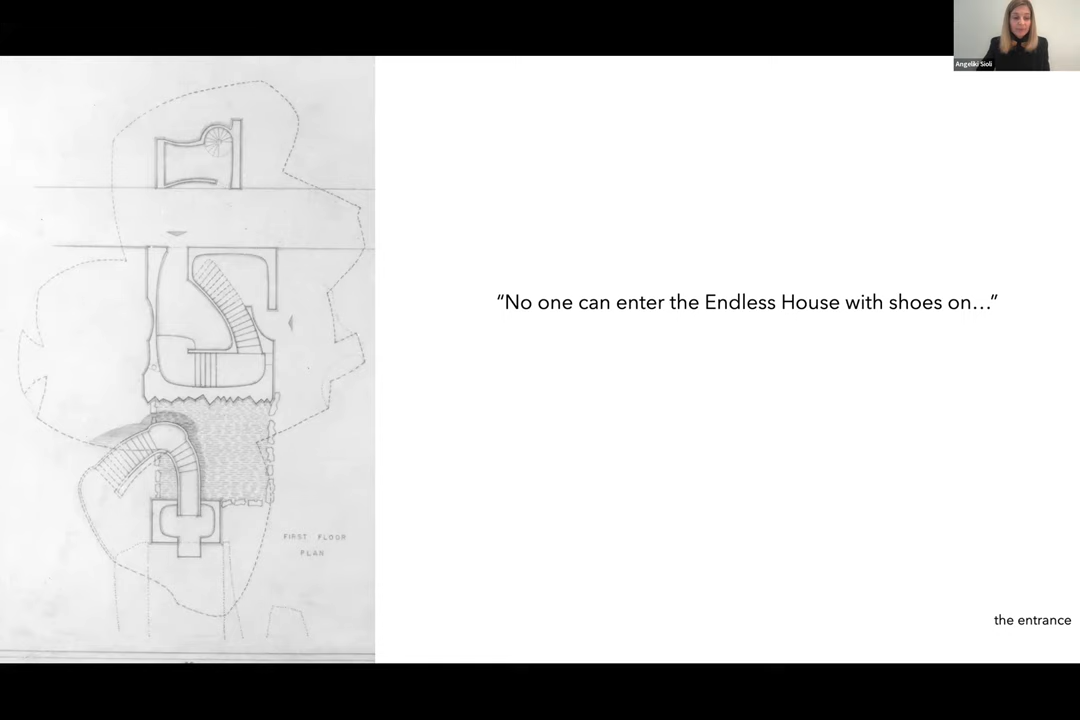 Angeliki Sioli
“No one can enter the Endless House with shoes on…”
FIRST FLOOR
PLAN
the entrance